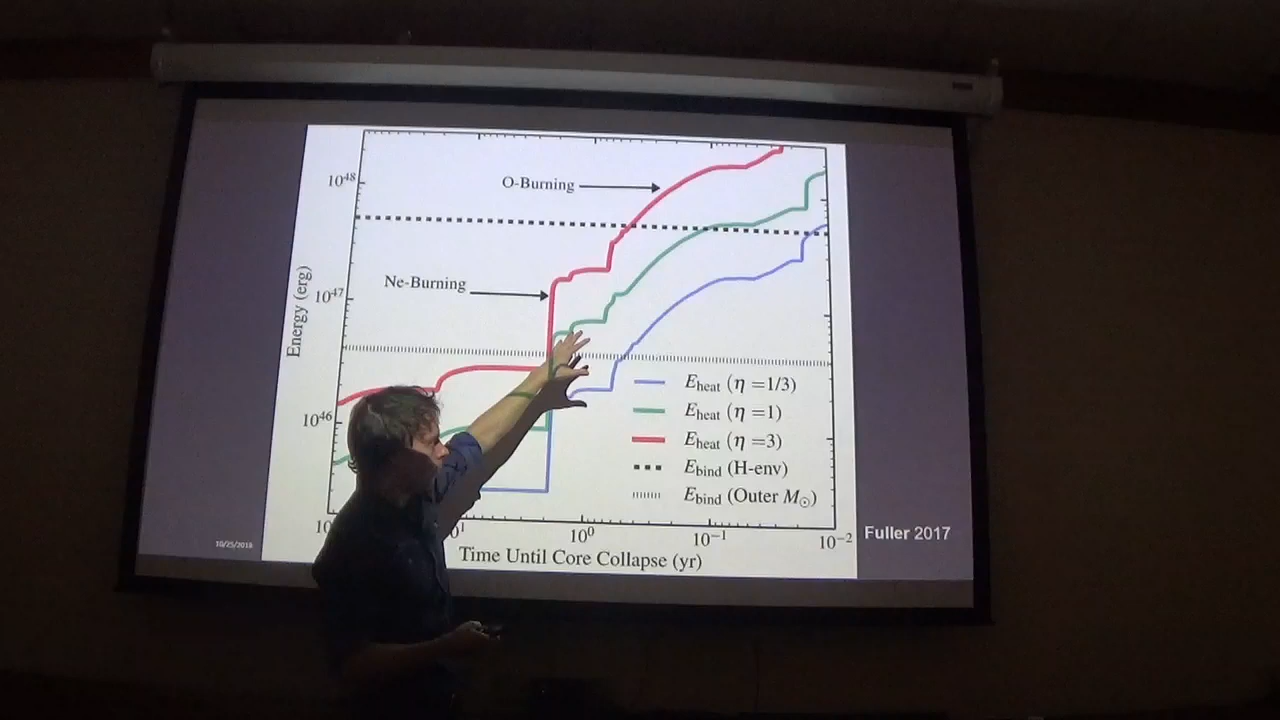 10^48
O-Burning
Ne-Burning
10^47
Energy (erg)
10^46
E_heat (η =1/3)
E_heat (η =1)
E_heat (η =3)
E_bind (H-env)
E_bind (Outer M_⊙)
10^0
10^−1
10^−2
Time Until Core Collapse (yr)
Fuller 2017